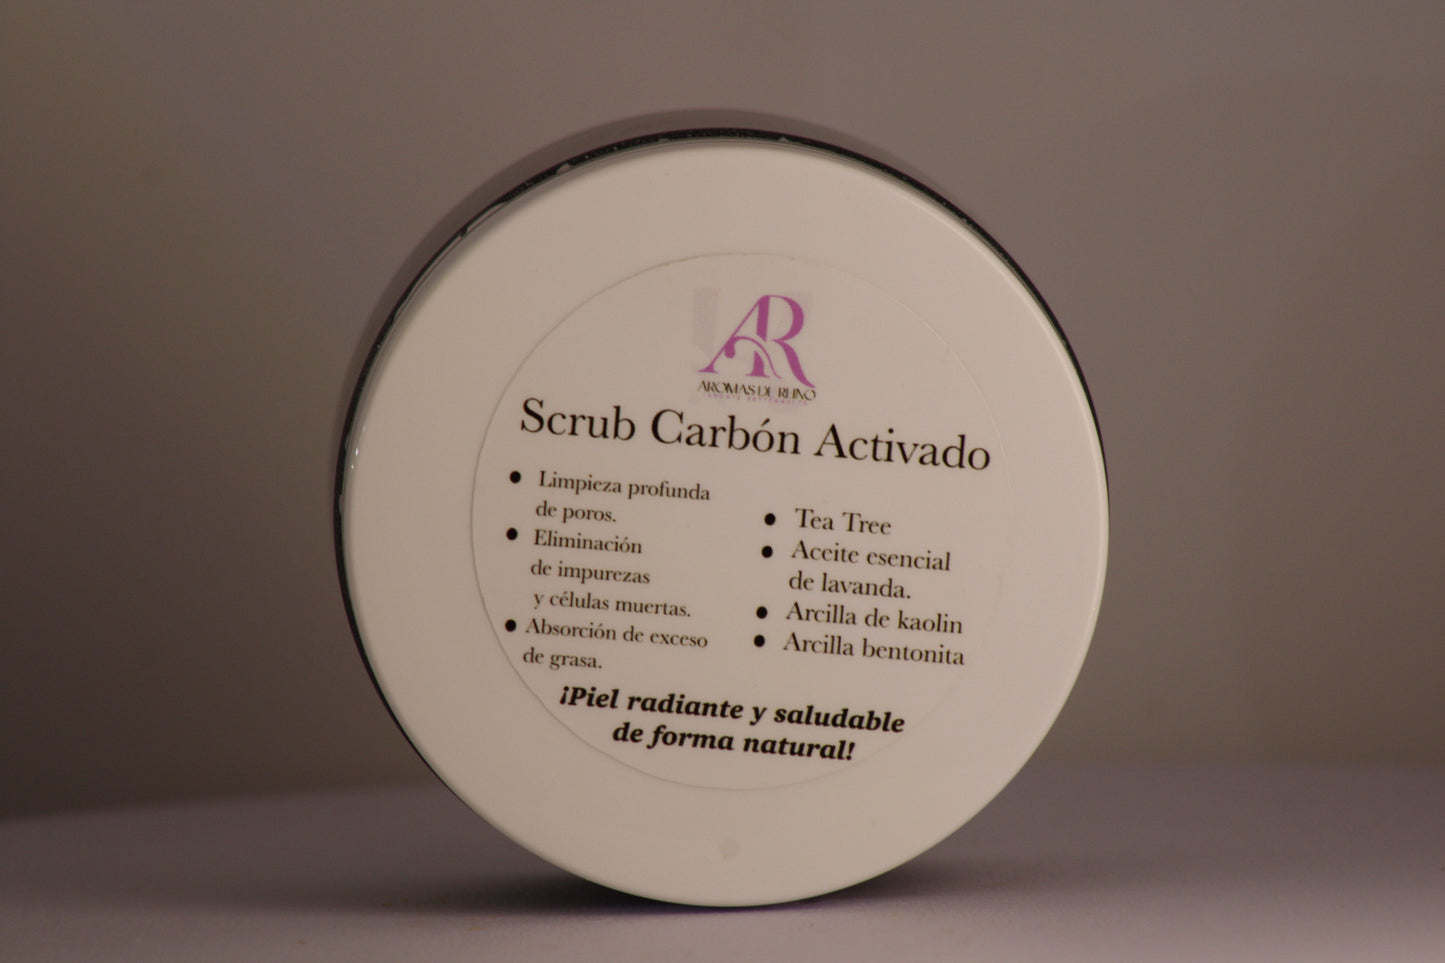 AR
AROMAS DE REINO
Scrub Carbón Activado
● Limpieza profunda
de poros.
● Eliminación
de impurezas
y células muertas.
● Absorción de exceso
de grasa.
● Tea Tree
● Aceite esencial
de lavanda.
● Arcilla de kaolin
● Arcilla bentonita
¡Piel radiante y saludable
de forma natural!